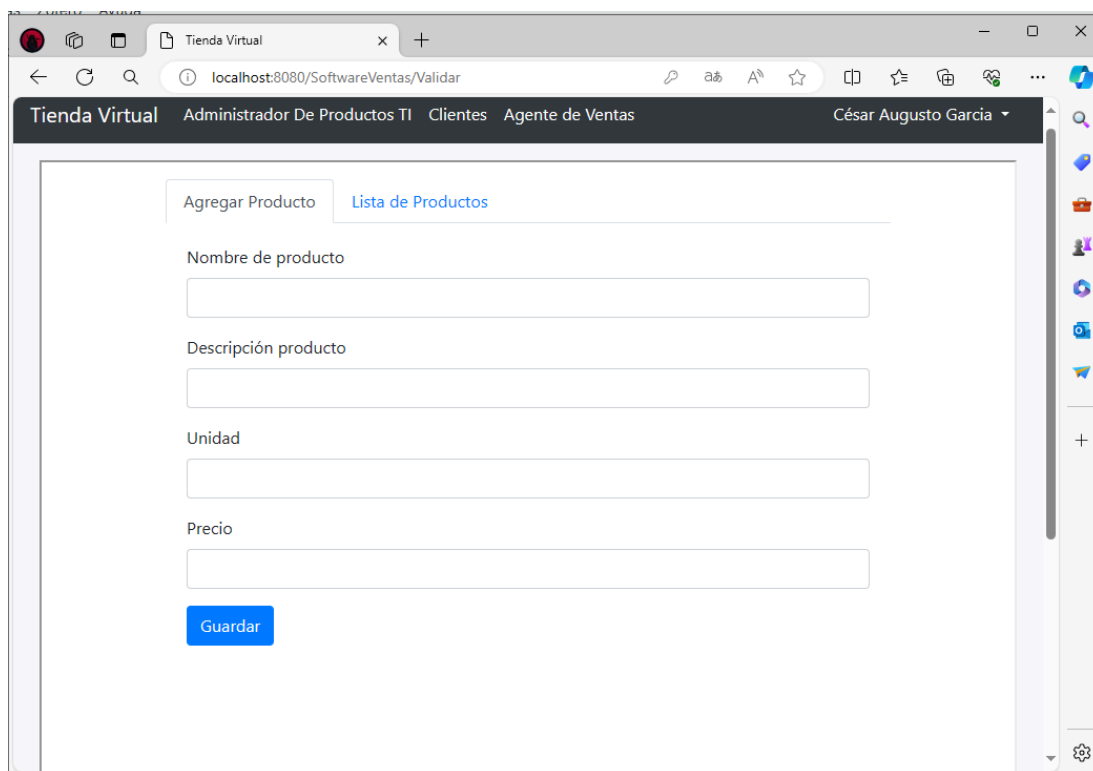 Tienda Virtual
localhost:8080/SoftwareVentas/Validar
Tienda Virtual Administrador De Productos TI Clientes Agente de Ventas César Augusto Garcia
Agregar Producto Lista de Productos
Nombre de producto
Descripción producto
Unidad
Precio
Guardar